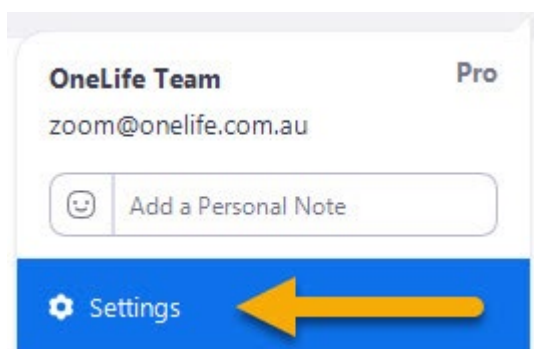 OneLife Team Pro
zoom@onelife.com.au
Add a Personal Note
Settings